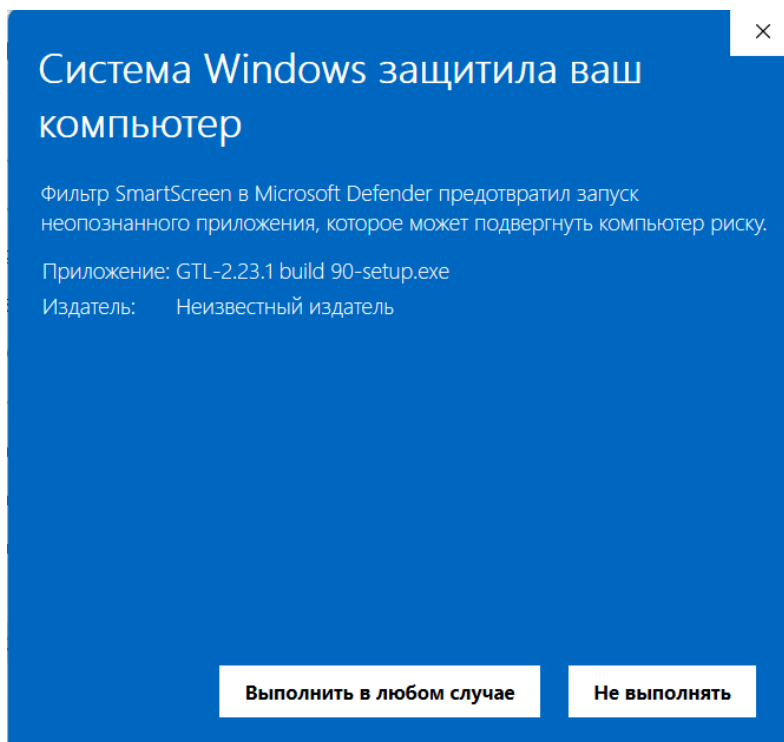 Система Windows защитила ваш
компьютер
Фильтр SmartScreen в Microsoft Defender предотвратил запуск
неопознанного приложения, которое может подвергнуть компьютер риску.
Приложение: GTL-2.23.1 build 90-setup.exe
Издатель: Неизвестный издатель
Выполнить в любом случае Не выполнять